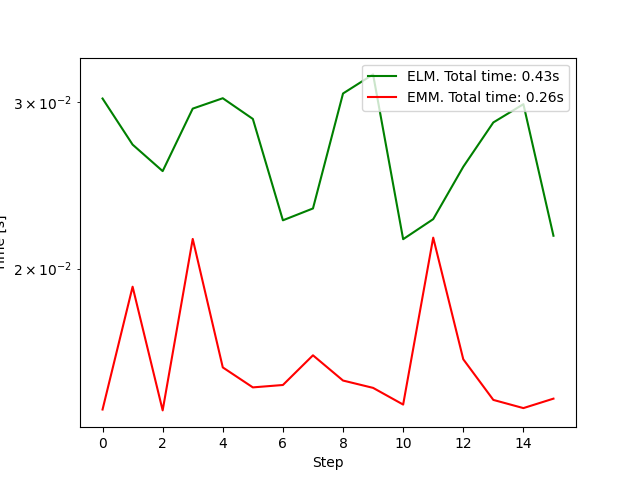 ELM. Total time: 0.43s
EMM. Total time: 0.26s
3 × 10⁻²
2 × 10⁻²
Time [s]
0 2 4 6 8 10 12 14
Step